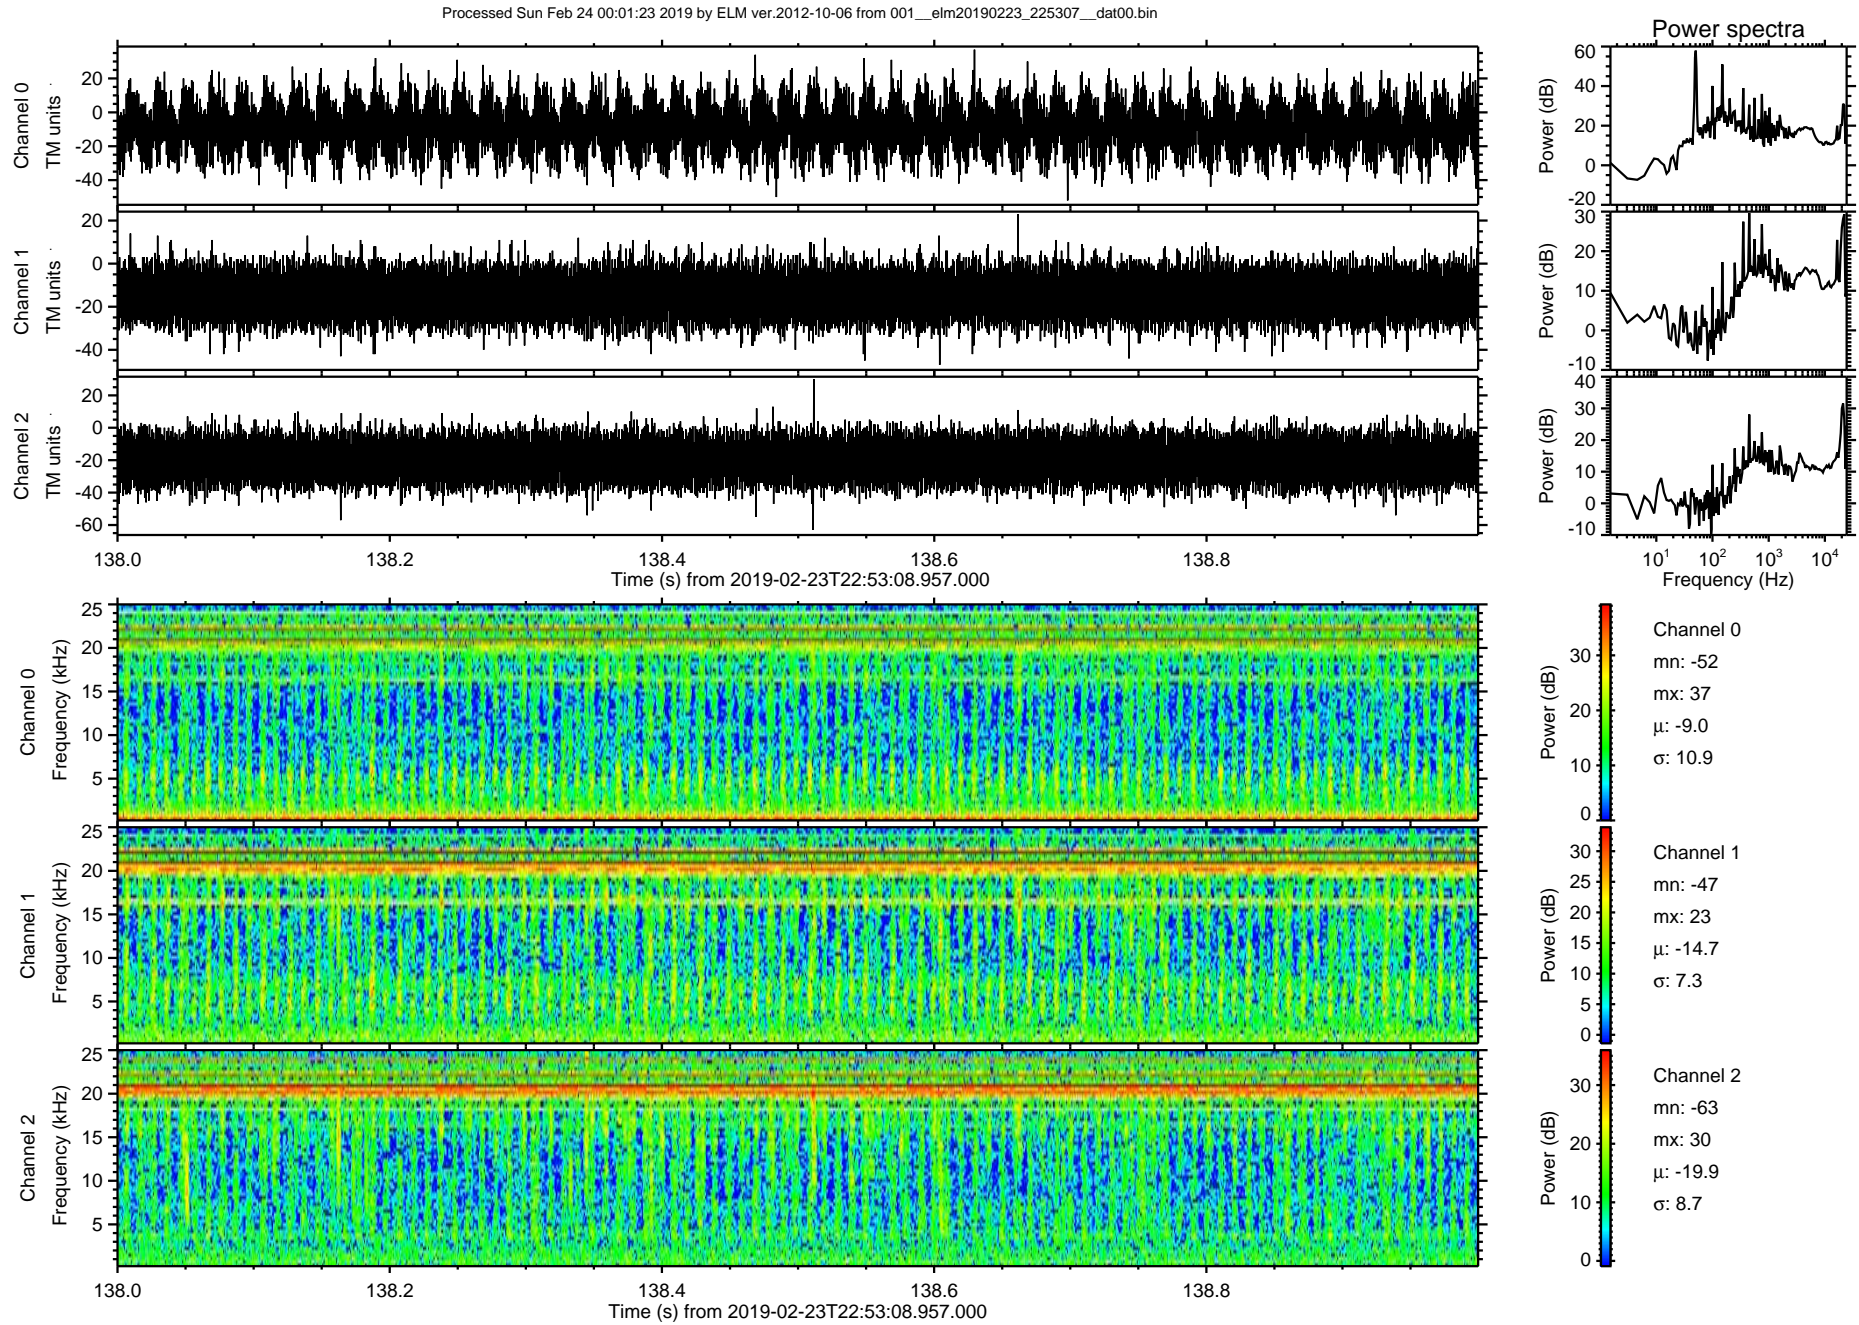 Processed Sun Feb 24 00:01:23 2019 by ELM ver.2012-10-06 from 001__elm20190223_225307__dat00.bin
Power spectra
Channel 0
TM units
20
0
-20
-40
Power (dB)
60
40
20
0
-20
Channel 1
TM units
20
0
-20
-40
Power (dB)
30
20
10
0
-10
Channel 2
TM units
20
0
-20
-40
-60
Power (dB)
40
30
20
10
0
-10
138.0 138.2 138.4 138.6 138.8
Time (s) from 2019-02-23T22:53:08.957.000
10¹ 10² 10³ 10⁴
Frequency (Hz)
Channel 0
Frequency (kHz)
25
20
15
10
5
Power (dB)
30
20
10
0
Channel 0
mn: -52
mx: 37
μ: -9.0
σ: 10.9
Channel 1
Frequency (kHz)
25
20
15
10
5
Power (dB)
30
25
20
15
10
5
0
Channel 1
mn: -47
mx: 23
μ: -14.7
σ: 7.3
Channel 2
Frequency (kHz)
25
20
15
10
5
Power (dB)
30
20
10
0
Channel 2
mn: -63
mx: 30
μ: -19.9
σ: 8.7
138.0 138.2 138.4 138.6 138.8
Time (s) from 2019-02-23T22:53:08.957.000